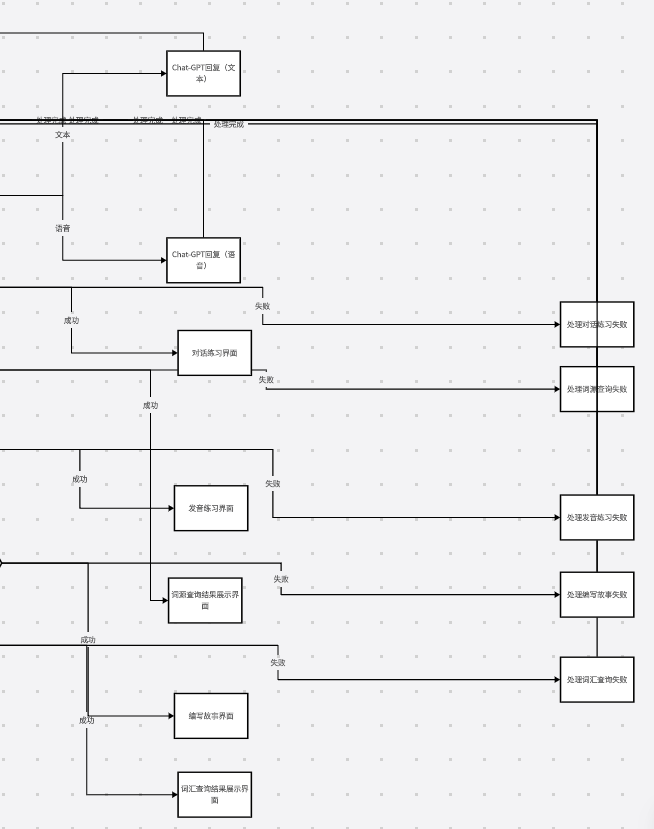 Chat-GPT回复（文
本）
处理完成 处理完成 处理完成 处理完成
处理完成
文本
语音
Chat-GPT回复（语
音）
失败
成功
处理对话练习失败
对话练习界面
失败
处理词源查询失败
成功
成功
失败
发音练习界面
处理发音练习失败
失败
词源查询结果展示界
面
处理编写故事失败
成功
失败
处理词汇查询失败
编写故事界面
成功
词汇查询结果展示界
面